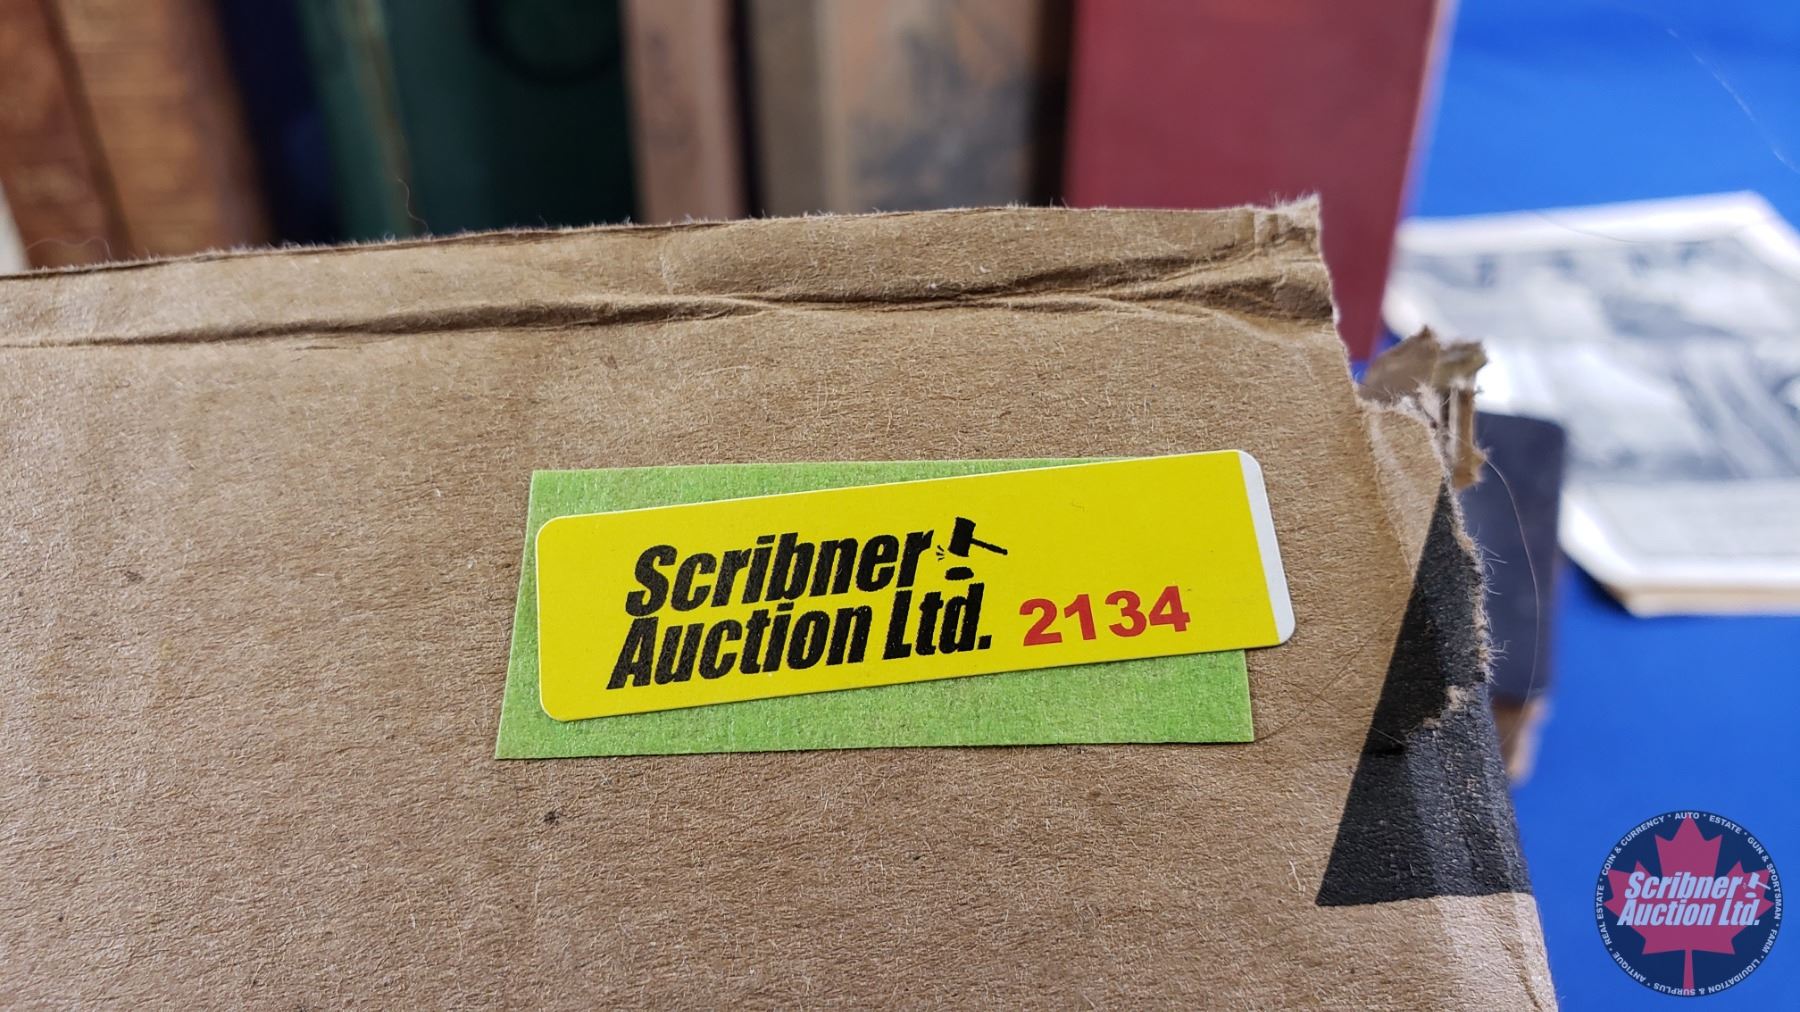 Scribner
Auction Ltd. 2134
COIN & CURRENCY * AUTO * ESTATE * GUN & SPORTSMAN * FARM * LIQUIDATION & SURPLUS * ANTIQUE * REAL ESTATE *
Scribner
Auction Ltd.